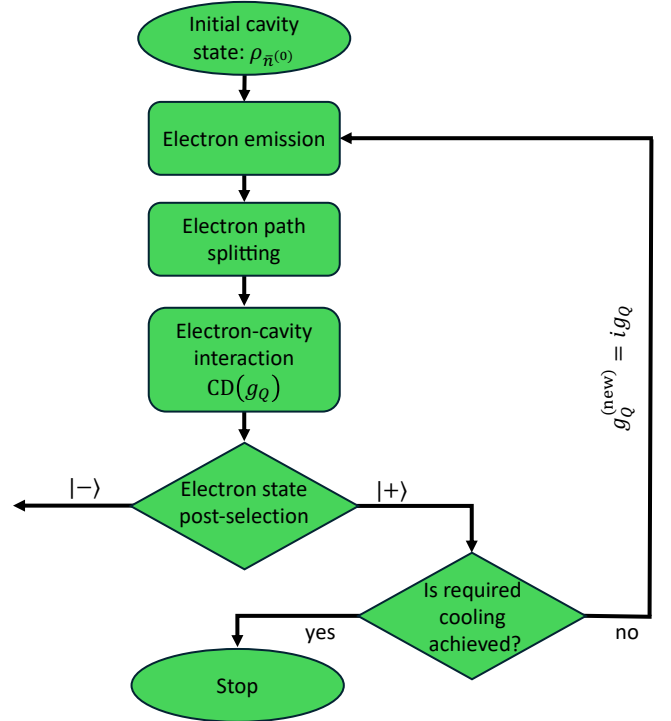 Initial cavity
state: ρ_{n̄^{(0)}}
Electron emission
Electron path
splitting
Electron-cavity
interaction
CD(g_Q)
Electron state
post-selection
|−⟩
|+⟩
Is required
cooling
achieved?
yes
no
Stop
g_Q^{(new)} = ig_Q